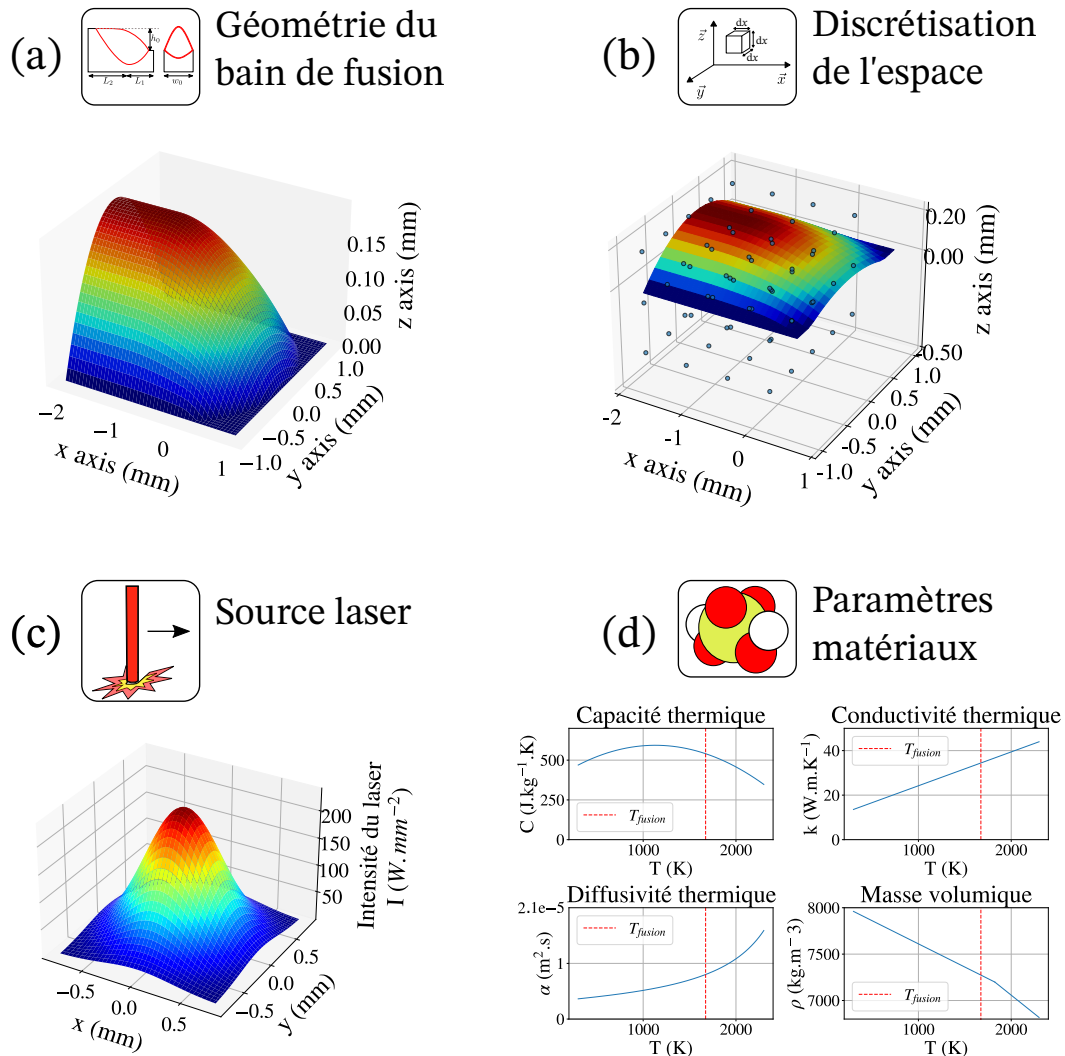 (a)
h₀
L₂
L₁
w₀
Géométrie du
bain de fusion
z axis (mm)
0.15
0.10
0.05
0.00
1.0
0.5
0.0
−0.5
−1.0
y axis (mm)
−2
−1
0
1
x axis (mm)
(b)
dx
dx
dx
z⃗
x⃗
y⃗
Discrétisation
de l'espace
z axis (mm)
0.20
0.00
-0.50
1.0
0.5
0.0
-0.5
-1.0
y axis (mm)
-2
-1
0
1
x axis (mm)
(c)
Source laser
Intensité du laser
I (W.mm⁻²)
200
150
100
50
0.5
0.0
−0.5
y (mm)
−0.5
0.0
0.5
x (mm)
(d)
Paramètres
matériaux
Capacité thermique
C (J.kg⁻¹.K)
500
250
0
T_fusion
1000 2000
T (K)
Conductivité thermique
k (W.m.K⁻¹)
40
20
0
T_fusion
1000 2000
T (K)
Diffusivité thermique
α (m².s)
2.1e-5
1
0
T_fusion
1000 2000
T (K)
Masse volumique
ρ (kg.m⁻ 3)
8000
7500
7000
T_fusion
1000 2000
T (K)